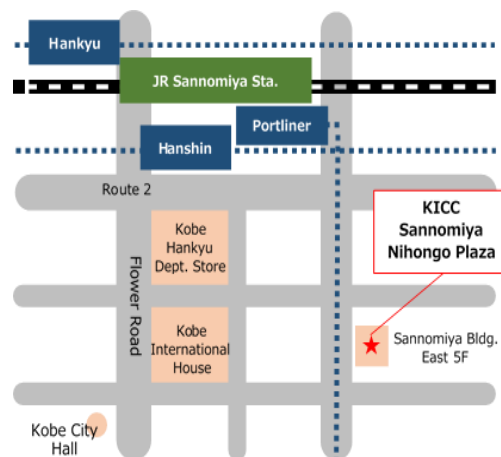 Hankyu
JR Sannomiya Sta.
Portliner
Hanshin
Route 2
KICC
Sannomiya
Nihongo Plaza
Kobe
Hankyu
Dept. Store
Flower Road
Kobe
International
House
Sannomiya Bldg.
East 5F
Kobe City
Hall